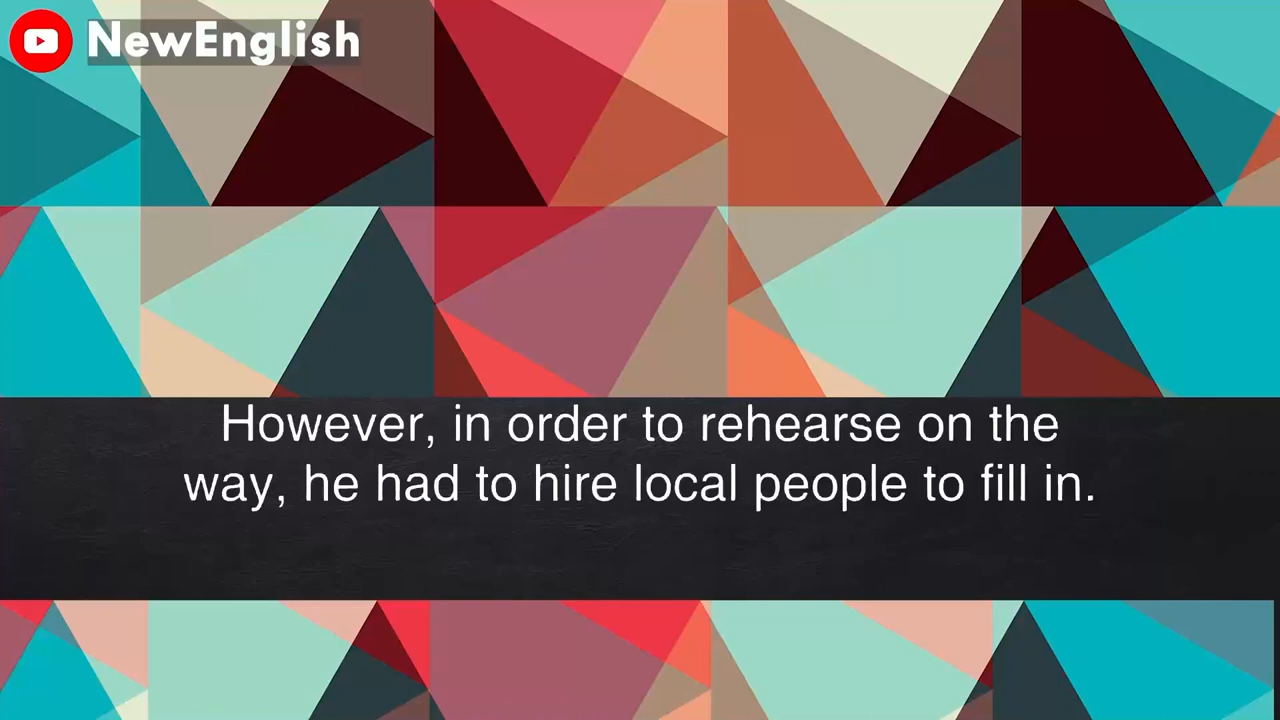 NewEnglish
However, in order to rehearse on the
way, he had to hire local people to fill in.